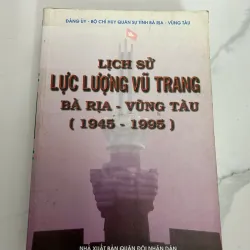 ĐẢNG ỦY - BỘ CHỈ HUY QUÂN SỰ TỈNH BÀ RỊA - VŨNG TÀU
LỊCH SỬ
LỰC LƯỢNG VŨ TRANG
BÀ RỊA - VŨNG TÀU
( 1945 - 1995 )
NHÀ XUẤT BẢN QUÂN ĐỘI NHÂN DÂN